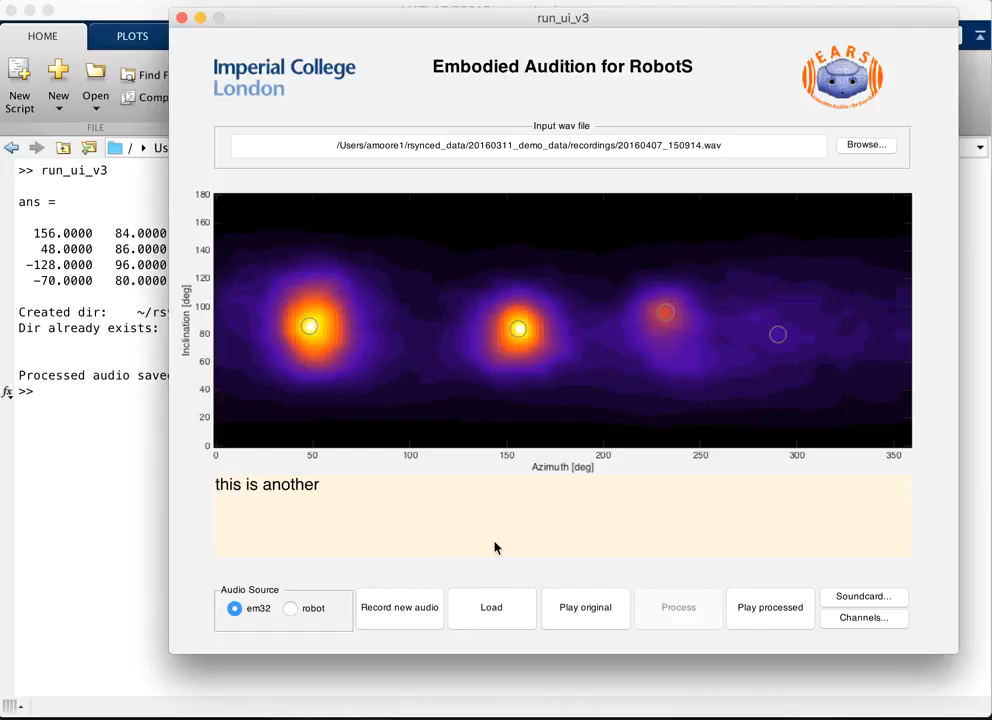 run_ui_v3
HOME
PLOTS
Imperial College
London
Embodied Audition for RobotS
EARS
New
Script
New
Open
Find F
Comp
FILE
Input wav file
/Users/amoore1/rsynced_data/20160311_demo_data/recordings/20160407_150914.wav
Browse...
/ Us
>> run_ui_v3
ans =
156.0000 84.0000
48.0000 86.0000
-128.0000 96.0000
-70.0000 80.0000
Created dir: ~/rsy
Dir already exists:
Processed audio save
fx >>
180
160
140
120
100
80
60
40
20
0
Inclination [deg]
0 50 100 150 200 250 300 350
Azimuth [deg]
this is another
Audio Source
em32
robot
Record new audio
Load
Play original
Process
Play processed
Soundcard...
Channels...